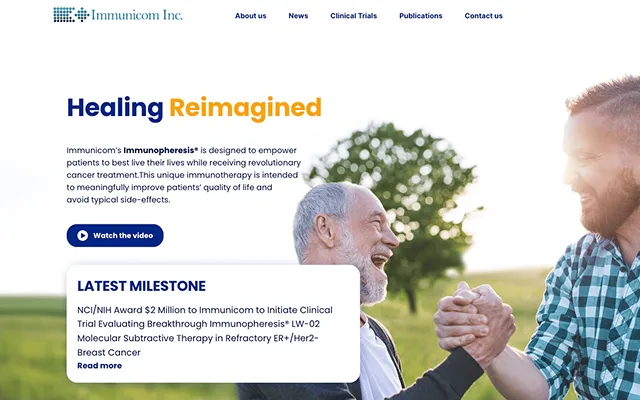 Immunicom Inc.
About us News Clinical Trials Publications Contact us
Healing Reimagined
Immunicom's Immunopheresis® is designed to empower
patients to best live their lives while receiving revolutionary
cancer treatment.This unique immunotherapy is intended
to meaningfully improve patients' quality of life and
avoid typical side-effects.
Watch the video
LATEST MILESTONE
NCI/NIH Award $2 Million to Immunicom to Initiate Clinical
Trial Evaluating Breakthrough Immunopheresis® LW-02
Molecular Subtractive Therapy in Refractory ER+/Her2-
Breast Cancer
Read more